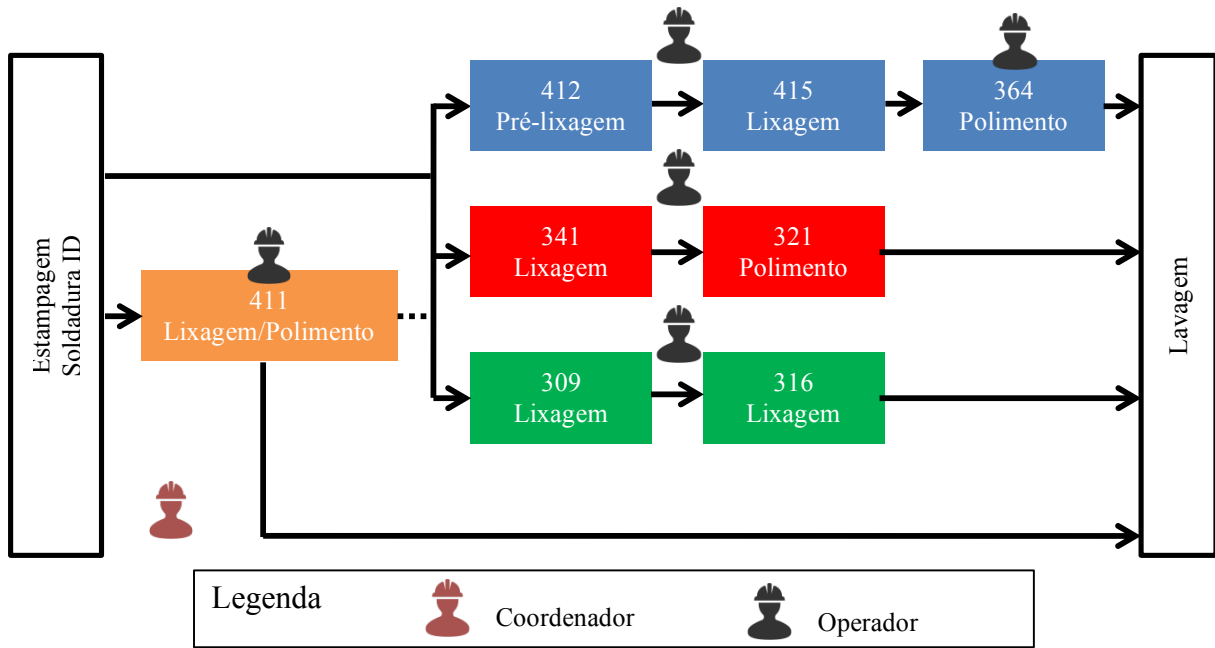 Estampagem
Soldadura ID
412
Pré-lixagem
415
Lixagem
364
Polimento
341
Lixagem
321
Polimento
411
Lixagem/Polimento
309
Lixagem
316
Lixagem
Lavagem
Legenda
Coordenador
Operador